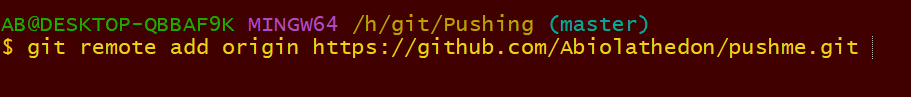 AB@DESKTOP-QBBAF9K MINGW64 /h/git/Pushing (master)
$ git remote add origin https://github.com/Abiolathedon/pushme.git